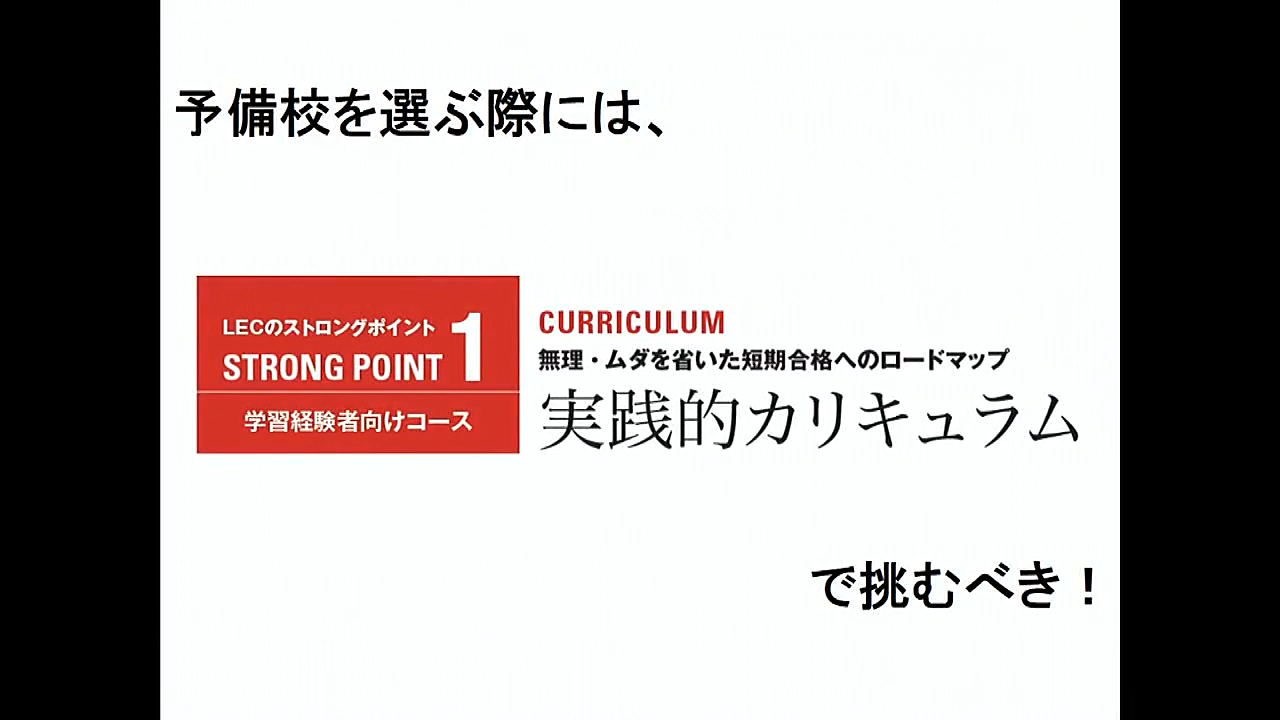 予備校を選ぶ際には、
LECのストロングポイント
STRONG POINT 1
学習経験者向けコース
CURRICULUM
無理・ムダを省いた短期合格へのロードマップ
実践的カリキュラム
で挑むべき！